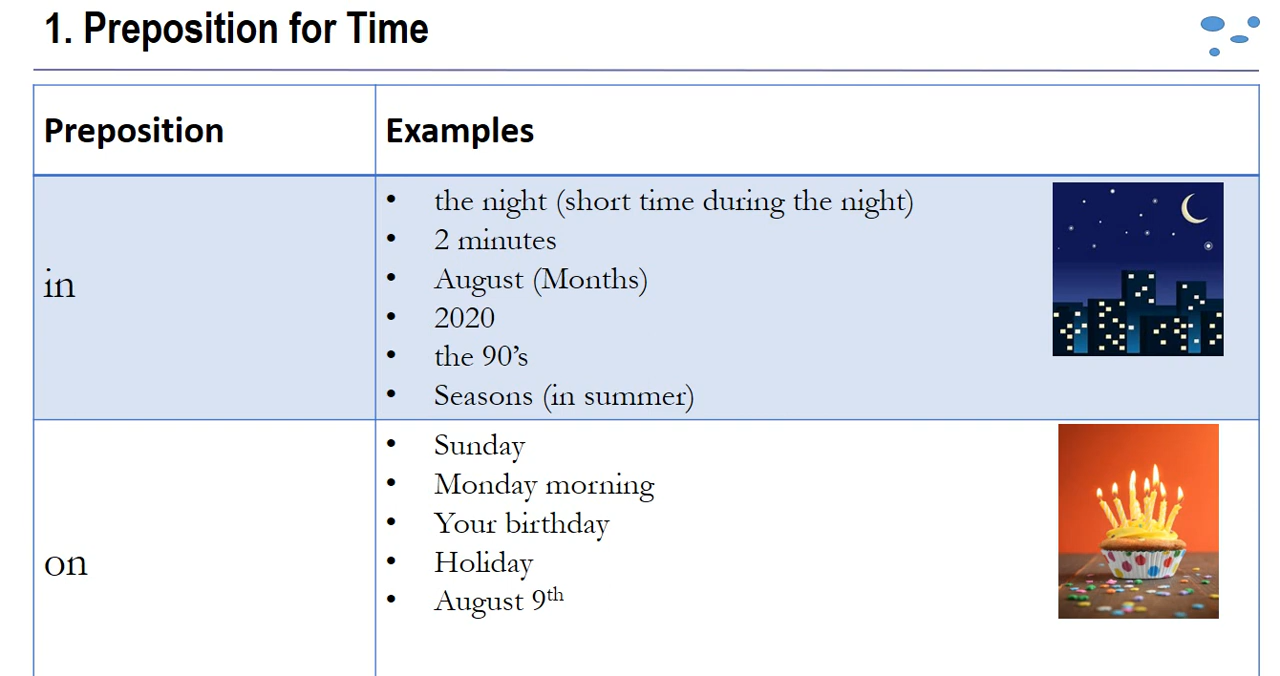 1. Preposition for Time
Preposition
Examples
in
• the night (short time during the night)
• 2 minutes
• August (Months)
• 2020
• the 90’s
• Seasons (in summer)
on
• Sunday
• Monday morning
• Your birthday
• Holiday
• August 9th